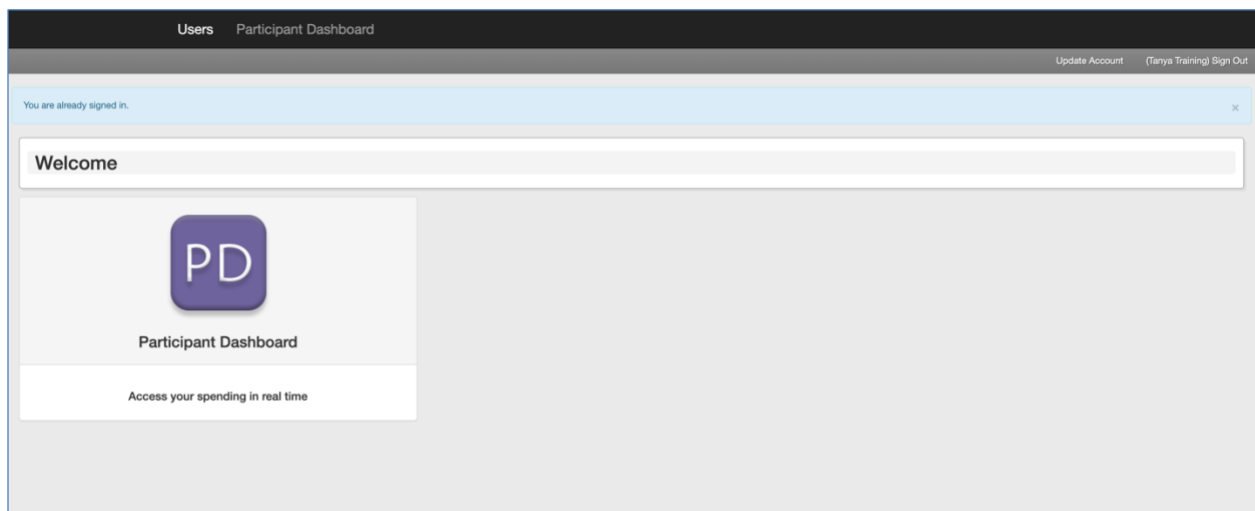 Users Participant Dashboard
Update Account (Tanya Training) Sign Out
You are already signed in. ×
Welcome
PD
Participant Dashboard
Access your spending in real time